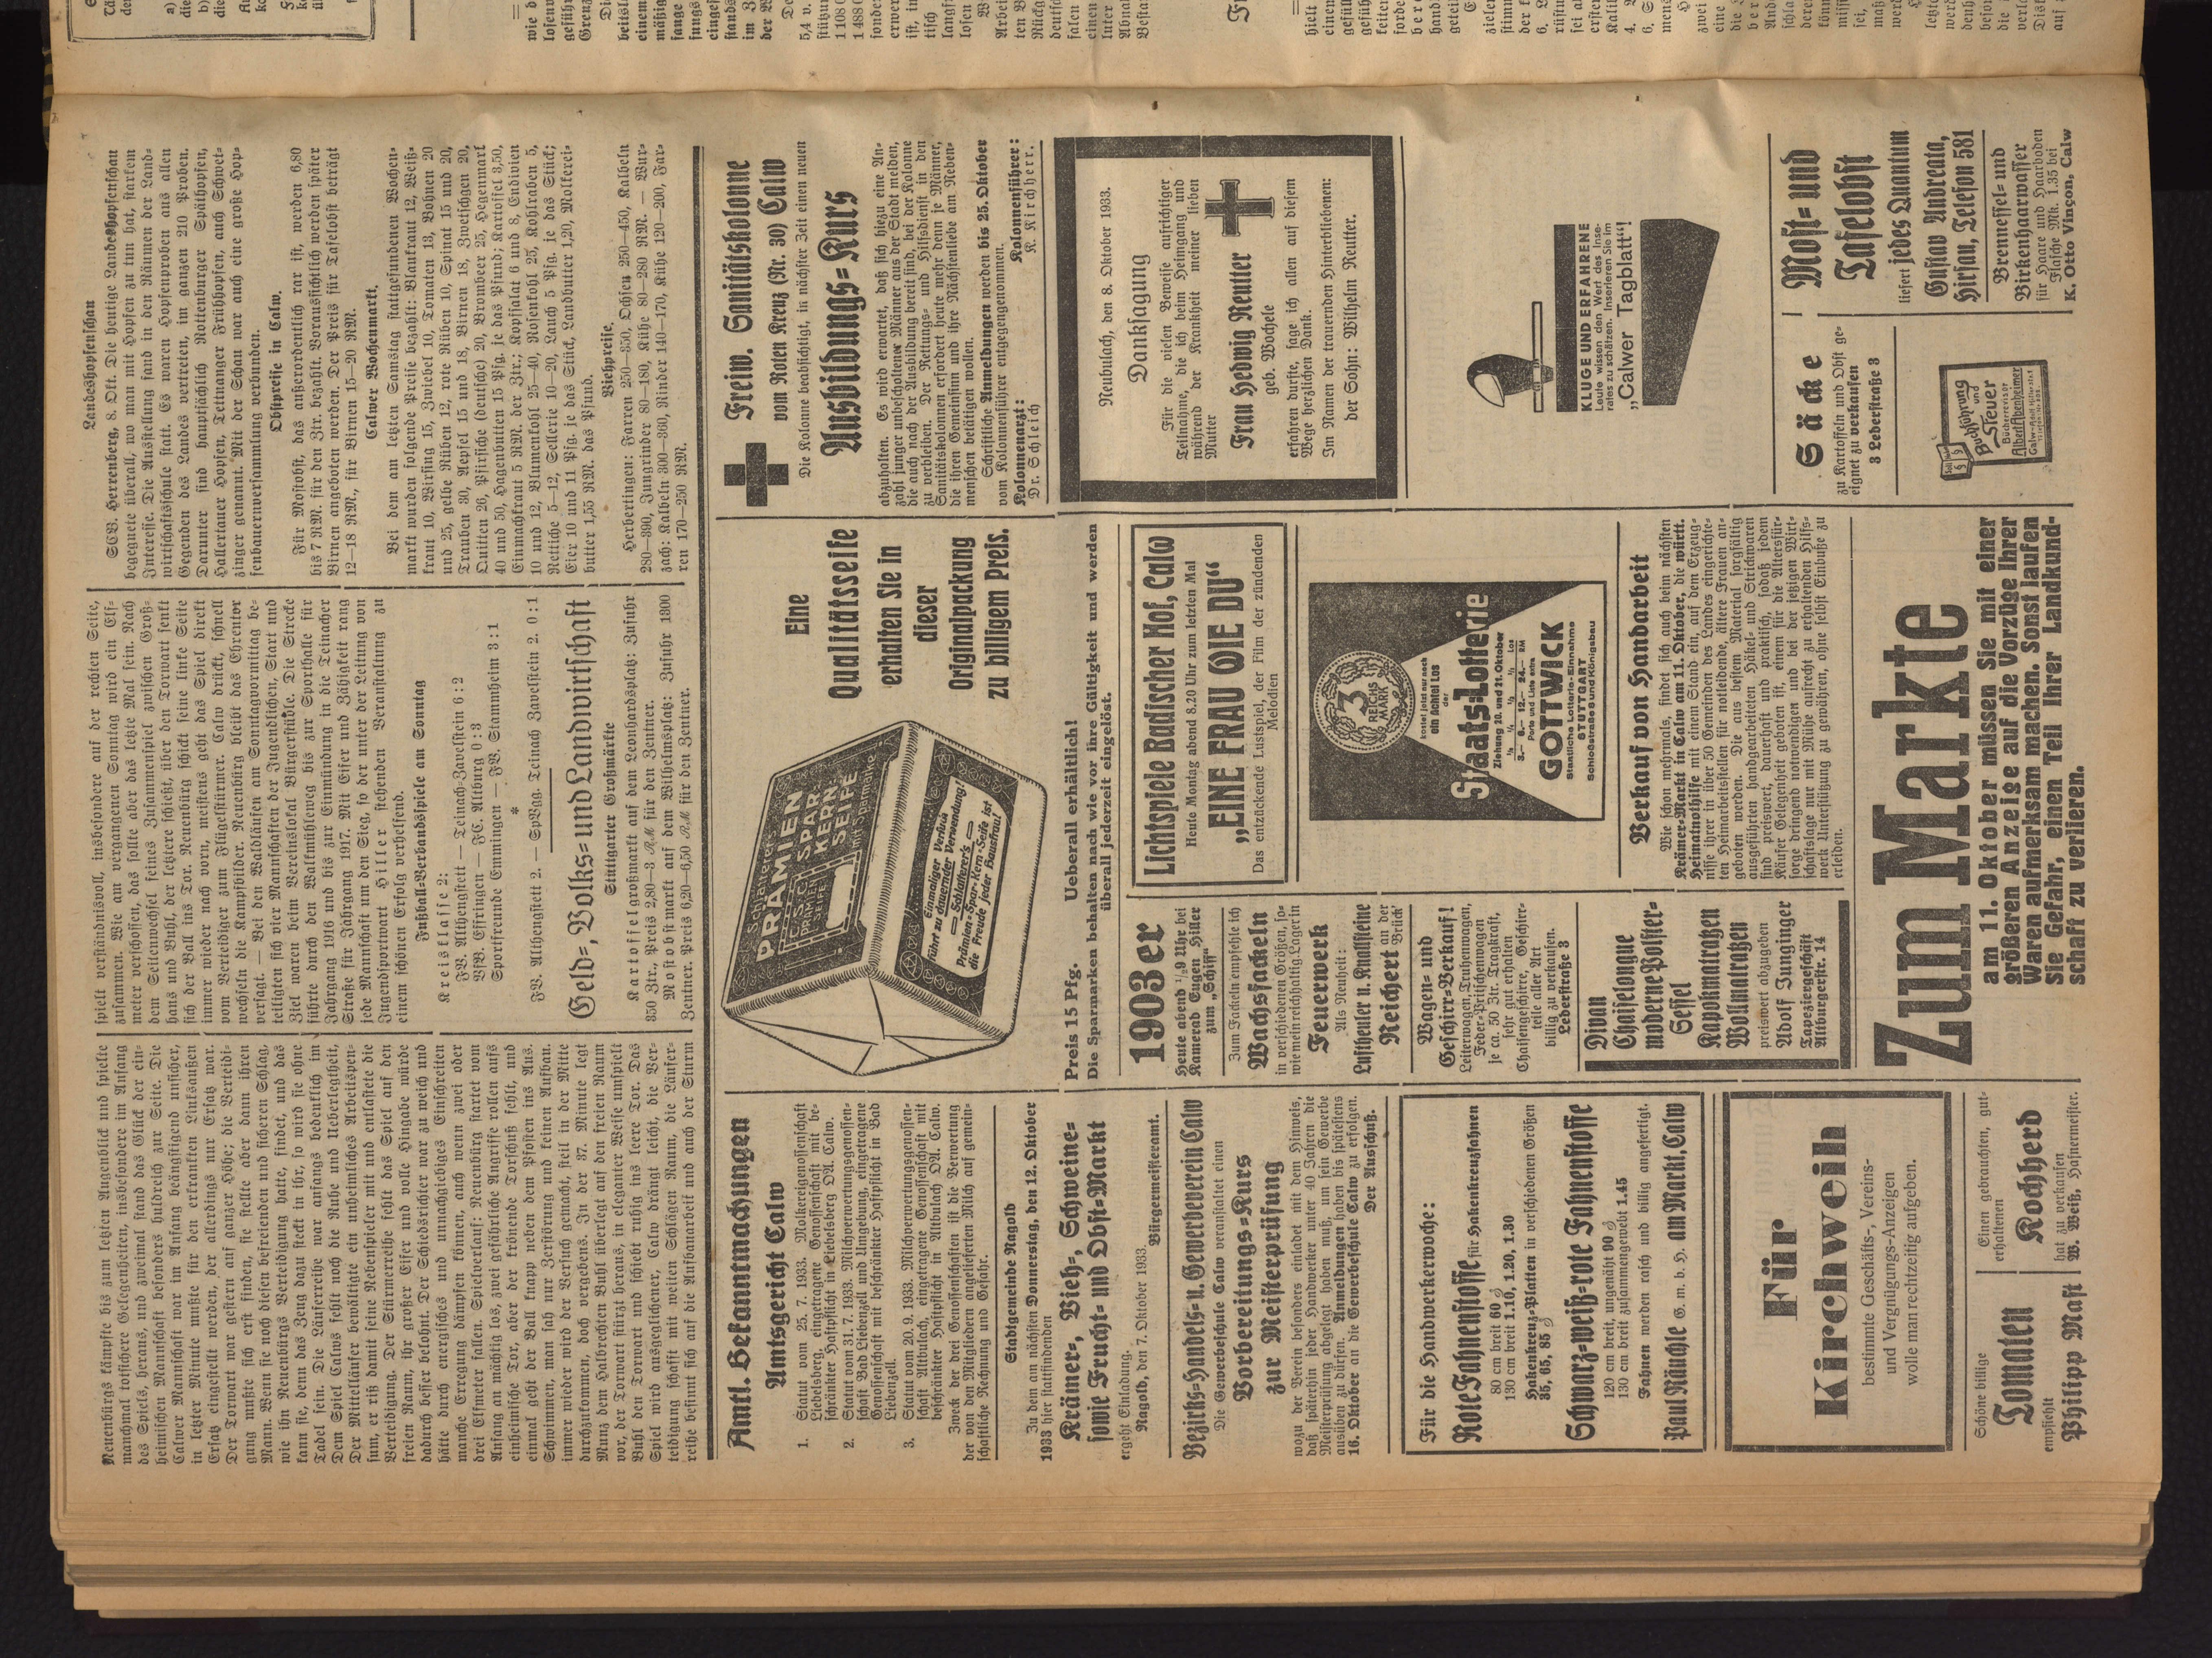 Neuenbürgs kämpfte bis zum letzten Augenblick und spielte
manchmal totsichere Gelegenheiten, insbesondere im Anfang
des Spiels, heraus, und zweimal stand das Glück der ein-
heimischen Mannschaft besonders huldreich zur Seite. Die
Calwer Mannschaft war im Anfang beängstigend unsicher,
in letzter Minute mußte für den erkrankten Linksaußen
Ersatz eingestellt werden, der allerdings nur Ersatz war.
Der Torwart war gestern auf ganzer Höhe; die Verteidi-
gung mußte sich erst finden, sie stellte aber dann ihren
Mann. Wenn sie noch diesen befreienden und sicheren Schlag,
wie ihn Neuenbürgs Verteidigung hatte, findet, und das
kann sie, denn das Zeug dazu steckt in ihr, so wird sie ohne
Tadel sein. Die Läuferreihe war anfangs bedenklich im
Dem Spiel Calws fehlt noch die Ruhe und Ueberlegtheit,
Der Mittelläufer bewältigte ein unheimliches Arbeitspen-
sum, er riß damit seine Nebenspieler mit und entlastete die
Verteidigung. Der Stürmerreihe fehlt das Spiel auf den
freien Raum, ihr großer Eifer und volle Hingabe würde
dadurch besser belohnt. Der Schiedsrichter war zu weich und
hätte durch energisches und unnachgiebiges Einschreiten
manche Erregung dämpfen können, auch wenn zwei oder
drei Elfmeter fallen. Spielverlauf: Neuenbürg startet vom
Anfang an mächtig los, zwei gefährliche Angriffe rollen aufs
einheimische Tor, aber der krönende Torschuß fehlt, und
einmal geht der Ball knapp neben dem Pfosten ins Aus.
Schwimmen, man sah nur Zerstörung und keinen Aufbau.
immer wieder wird der Versuch gemacht, steil in der Mitte
durchzukommen, doch vergebens. In der 37. Minute legt
Munz dem Halbrechten Buhl überlegt auf den freien Raum
vor, der Torwart stürzt heraus, in eleganter Weise umspielt
Buhl den Torwart und schiebt ruhig ins leere Tor. Das
Spiel wird ausgeglichener, Calw drängt leicht, die Ver-
teidigung schafft mit weiten Schlägen Raum, die Läufer-
reihe besinnt sich auf die Aufbauarbeit und auch der Sturm
spielt verständnisvoll, insbesondere auf der rechten Seite,
zusammen. Wie am vergangenen Sonntag wird ein Elf-
meter verschossen, das sollte aber das letzte Mal sein. Nach
dem Seitenwechsel feines Zusammenspiel zwischen Groß-
hans und Buhl, der letztere schießt, über den Torwart senkt
sich der Ball ins Tor. Neuenbürg schickt seine linke Seite
immer wieder nach vorn, meistens geht das Spiel direkt
vom Verteidiger zum Flügelstürmer. Calw drückt, schnell
wechseln die Kampfbilder. Neuenbürg bleibt das Ehrentor
versagt. — Bei den Waldläufen am Sonntagvormittag be-
teiligten sich vier Mannschaften der Jugendlichen, Start und
Ziel waren beim Vereinslokal Bürgerstüble. Die Strecke
führte durch den Walkmühleweg bis zur Sporthalle für
Jahrgang 1916 und bis zur Einmündung in die Teinacher
Straße für Jahrgang 1917. Mit Eifer und Zähigkeit rang
jede Mannschaft um den Sieg, so der unter der Leitung von
Jugendsportwart Hiller stehenden Veranstaltung zu
einem schönen Erfolg verhelfend.
Fußball-Verbandsspiele am Sonntag
Kreisklasse 2:
FV. Althengstett — Teinach-Zavelstein 6 : 2
VfB. Effringen — FC. Altburg 0 : 3
Sportfreunde Emmingen — FV. Stammheim 3 : 1
*
FV. Althengstett 2. — SpVgg. Teinach Zavelstein 2. 0 : 1
Geld-, Volks- und Landwirtschaft
Stuttgarter Großmärkte
Kartoffelgroßmarkt auf dem Leonhardsplatz: Zufuhr
350 Ztr., Preis 2,80—3 RM für den Zentner.
Mostobstmarkt auf dem Wilhelmsplatz: Zufuhr 1300
Zentner. Preis 6,20—6,50 RM für den Zentner.
Landeshopfenschau
SCB. Herrenberg, 8. Okt. Die heutige Landeshopfenschau
begegnete überall, wo man mit Hopfen zu tun hat, starkem
Interesse. Die Ausstellung fand in den Räumen der Land-
wirtschaftsschule statt. Es waren Hopfenproben aus allen
Gegenden des Landes vertreten, im ganzen 210 Proben.
Darunter sind hauptsächlich Rottenburger Späthopfen,
Hallertauer Hopfen, Tettnanger Frühhopfen, auch Schwet-
zinger genannt. Mit der Schau war auch eine große Hop-
fenbauernversammlung verbunden.
Obstpreise in Calw.
Für Mostobst, das außerordentlich rar ist, werden 6,80
bis 7 RM. für den Ztr. bezahlt. Voraussichtlich werden später
Birnen angeboten werden. Der Preis für Tafelobst beträgt
12—18 RM., für Birnen 15—20 RM.
Calwer Wochenmarkt.
Bei dem am letzten Samstag stattgefundenen Wochen-
markt wurden folgende Preise bezahlt: Blaukraut 12, Weiß-
kraut 10, Wirsing 15, Zwiebel 10, Tomaten 13, Bohnen 20
und 25, gelbe Rüben 12, rote Rüben 10, Spinat 15 und 20,
Trauben 30, Aepfel 15 und 18, Birnen 18, Zwetschgen 20,
Quitten 26, Pfirsiche (deutsche) 20, Brombeer 25, Hegenmark
40 und 50, Hagenbutten 15 Pfg. je das Pfund; Kartoffel 3,50,
Einmachkraut 5 RM. der Ztr.; Kopfsalat 6 und 8, Endivien
10 und 12, Blumenkohl 25—40, Rosenkohl 25, Kohlraben 5,
Rettiche 5—12, Sellerie 10—20, Lauch 5 Pfg. je das Stück;
Eier 10 und 11 Pfg. je das Stück, Landbutter 1,20, Molkerei-
butter 1,55 RM. das Pfund.
Viehpreise.
Herbertingen: Farren 250—350, Ochsen 250—450, Kalbeln
280—390, Jungrinder 80—180, Kühe 80—280 RM. — Wur-
zach: Kalbeln 300—360, Rinder 140—170, Kühe 120—200, Far-
ren 170—250 RM.
Amtl. Bekanntmachungen
Amtsgericht Calw
1. Statut vom 25. 7. 1933. Molkereigenossenschaft
Liebelsberg, eingetragene Genossenschaft mit be-
schränkter Haftpflicht in Liebelsberg OA. Calw.
2. Statut vom 31. 7. 1933. Milchverwertungsgenossen-
schaft Bad Liebenzell und Umgebung, eingetragene
Genossenschaft mit beschränkter Haftpflicht in Bad
Liebenzell.
3. Statut vom 20. 9. 1933. Milchverwertungsgenossen-
schaft Altbulach, eingetragene Genossenschaft mit
beschränkter Haftpflicht in Altbulach OA. Calw.
Zweck der drei Genossenschaften ist die Verwertung
der von den Mitgliedern angelieferten Milch auf gemein-
schaftliche Rechnung und Gefahr.
Stadtgemeinde Nagold
Zu dem am nächsten Donnerstag, den 12. Oktober
1933 hier stattfindenden
Krämer-, Vieh-, Schweine-
sowie Frucht- und Obst-Markt
ergeht Einladung.
Nagold, den 7. Oktober 1933.
Bürgermeisteramt.
Bezirks-Handels- u. Gewerbeverein Calw
Die Gewerbeschule Calw veranstaltet einen
Vorbereitungs-Kurs
zur Meisterprüfung
wozu der Verein besonders einladet mit dem Hinweis,
daß späterhin jeder Handwerker unter 40 Jahren die
Meisterprüfung abgelegt haben muß, um sein Gewerbe
ausüben zu dürfen. Anmeldungen haben bis spätestens
16. Oktober an die Gewerbeschule Calw zu erfolgen.
Der Ausschuß.
Für die Handwerkerwoche:
Rote Fahnenstoffe für Hakenkreuzfahnen
80 cm breit 60 ₰
130 cm breit 1.10, 1.20, 1.30
Hakenkreuz-Platten in verschiedenen Größen
35, 65, 85 ₰
Schwarz-weiß-rote Fahnenstoffe
120 cm breit, ungenäht 90 ₰
130 cm breit zusammengewebt 1.45
Fahnen werden rasch und billig angefertigt.
Paul Räuchle G. m. b. H. am Markt, Calw
Für
Kirchweih
bestimmte Geschäfts-, Vereins-
und Vergnügungs-Anzeigen
wolle man rechtzeitig aufgeben.
Schöne billige
Tomaten
empfiehlt
Philipp Mast
Einen gebrauchten, gut-
erhaltenen
Kochherd
hat zu verkaufen
W. Weiß, Hafnermeister.
Schlatterer's
PRÄMIEN
SPAR
KERN-
SEIFE
mit Sparmarke
Einmaliger Versuch
führt zu dauernder Verwendung!
Schlatterer's
Prämien-Spar-Kern-Seife ist
die Freude jeder Hausfrau!
Eine
Qualitätsseife
erhalten Sie in
dieser
Originalpackung
zu billigem Preis.
Preis 15 Pfg. Ueberall erhältlich!
Die Sparmarken behalten nach wie vor ihre Gültigkeit und werden
überall jederzeit eingelöst.
1903er
Heute abend ½9 Uhr bei
Kamerad Eugen Hiller
zum „Schiff“
Zum Fackeln empfehle ich
Wachsfackeln
in verschiedenen Größen, so-
wie mein reichhaltig. Lager in
Feuerwerk
Als Neuheit:
Luftheuler u. Knallsteine
Reichert an der Brück'
Wagen- und
Geschirr-Verkauf!
Leiterwagen, Truhenwagen,
Feder-Pritschenwagen,
je ca. 50 Ztr. Tragkraft,
sehr gut erhalten
Chaisengeschirre, Geschirr-
teile aller Art
billig zu verkaufen.
Lederstraße 3
Divan
Chaiselongue
moderne Polster-
Sessel
Kapokmatratzen
Wollmatratzen
preiswert abzugeben
Adolf Junginger
Tapeziergeschäft
Altburgerstr. 14
Lichtspiele Badischer Hof, Calw
Heute Montag abend 8.20 Uhr zum letzten Mal
„EINE FRAU WIE DU“
Das entzückende Lustspiel, der Film der zündenden
Melodien
3
REICHS
MARK
kostet jetzt nur noch
ein Achtel Los
der
Staats-Lotterie
Ziehung 20. und 21. Oktober
⅛ ¼ ½ ¹/₁ Los
3.— 6.— 12.— 24.— RM
Porto und Liste extra
GOTTWICK
Staatliche Lotterie-Einnahme
STUTTGART
Schloßstraße 5 und Königsbau
Verkauf von Handarbeit
Wie schon mehrmals, findet sich auch beim nächsten
Krämer-Markt in Calw am 11. Oktober, die württ.
Heimatnothilfe mit einem Stand ein, auf dem Erzeug-
nisse ihrer in über 50 Gemeinden des Landes eingerichte-
ten Heimarbeitsstellen für notleidende, ältere Frauen an-
geboten werden. Die aus bestem Material sorgfältig
ausgeführten handgearbeiteten Häkel- und Strickwaren
sind preiswert, dauerhaft und praktisch, sodaß jedem
Käufer Gelegenheit geboten ist, einem für die Altersfür-
sorge dringend notwendigen und bei der jetzigen Wirt-
schaftslage nur mit Mühe aufrecht zu erhaltenden Hilfs-
werk Unterstützung zu gewähren, ohne selbst Einbuße zu
erleiden.
Zum Markte
am 11. Oktober müssen Sie mit einer
größeren Anzeige auf die Vorzüge Ihrer
Waren aufmerksam machen. Sonst laufen
Sie Gefahr, einen Teil Ihrer Landkund-
schaft zu verlieren.
Freiw. Sanitätskolonne
vom Roten Kreuz (Nr. 30) Calw
Die Kolonne beabsichtigt, in nächster Zeit einen neuen
Ausbildungs-Kurs
abzuhalten. Es wird erwartet, daß sich hiezu eine An-
zahl junger unbescholtener Männer aus der Stadt melden,
die auch nach der Ausbildung bereit sind, bei der Kolonne
zu verbleiben. Der Rettungs- und Hilfsdienst in den
Sanitätskolonnen erfordert heute mehr denn je Männer,
die ihren Gemeinsinn und ihre Nächstenliebe am Neben-
menschen betätigen wollen.
Schriftliche Anmeldungen werden bis 25. Oktober
vom Kolonnenführer entgegengenommen.
Kolonnenarzt: Kolonnenführer:
Dr. Schleich K. Kirchherr.
Neubulach, den 8. Oktober 1933.
Danksagung
Für die vielen Beweise aufrichtiger
Teilnahme, die ich beim Heimgang und
während der Krankheit meiner lieben
Mutter
Frau Hedwig Reutter
geb. Wochele
erfahren durfte, sage ich allen auf diesem
Wege herzlichen Dank.
Im Namen der trauernden Hinterbliebenen:
der Sohn: Wilhelm Reutter.
KLUGE UND ERFAHRENE
Leute wissen den Wert des Inse-
rates zu schätzen. Inserieren Sie im
„Calwer Tagblatt“!
Säcke
zu Kartoffeln und Obst ge-
eignet zu verkaufen
3 Lederstraße 3
Buchführung
und
Steuer
Bücherrevisor
Albert Aftenheimer
Most- und
Tafelobst
liefert jedes Quantum
Gustav Andreata,
Hirsau, Telefon 581
Brennessel- und
Birkenhaarwasser
für Haare und Haarboden
Flasche Mk. 1.35 bei
K. Otto Vinçon, Calw